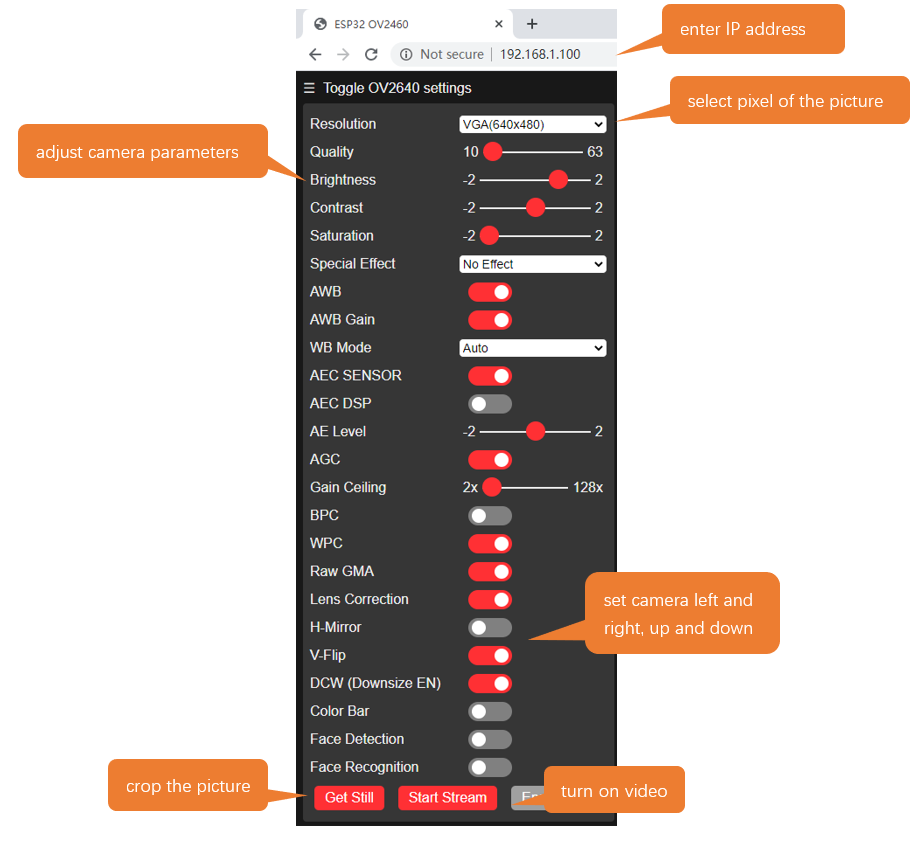 ESP32 OV2460
enter IP address
Not secure | 192.168.1.100
Toggle OV2640 settings
select pixel of the picture
Resolution VGA(640x480)
adjust camera parameters
Quality 10 63
Brightness -2 2
Contrast -2 2
Saturation -2 2
Special Effect No Effect
AWB
AWB Gain
WB Mode Auto
AEC SENSOR
AEC DSP
AE Level -2 2
AGC
Gain Ceiling 2x 128x
BPC
WPC
Raw GMA
Lens Correction
set camera left and
right, up and down
H-Mirror
V-Flip
DCW (Downsize EN)
Color Bar
Face Detection
Face Recognition
crop the picture
Get Still Start Stream
turn on video